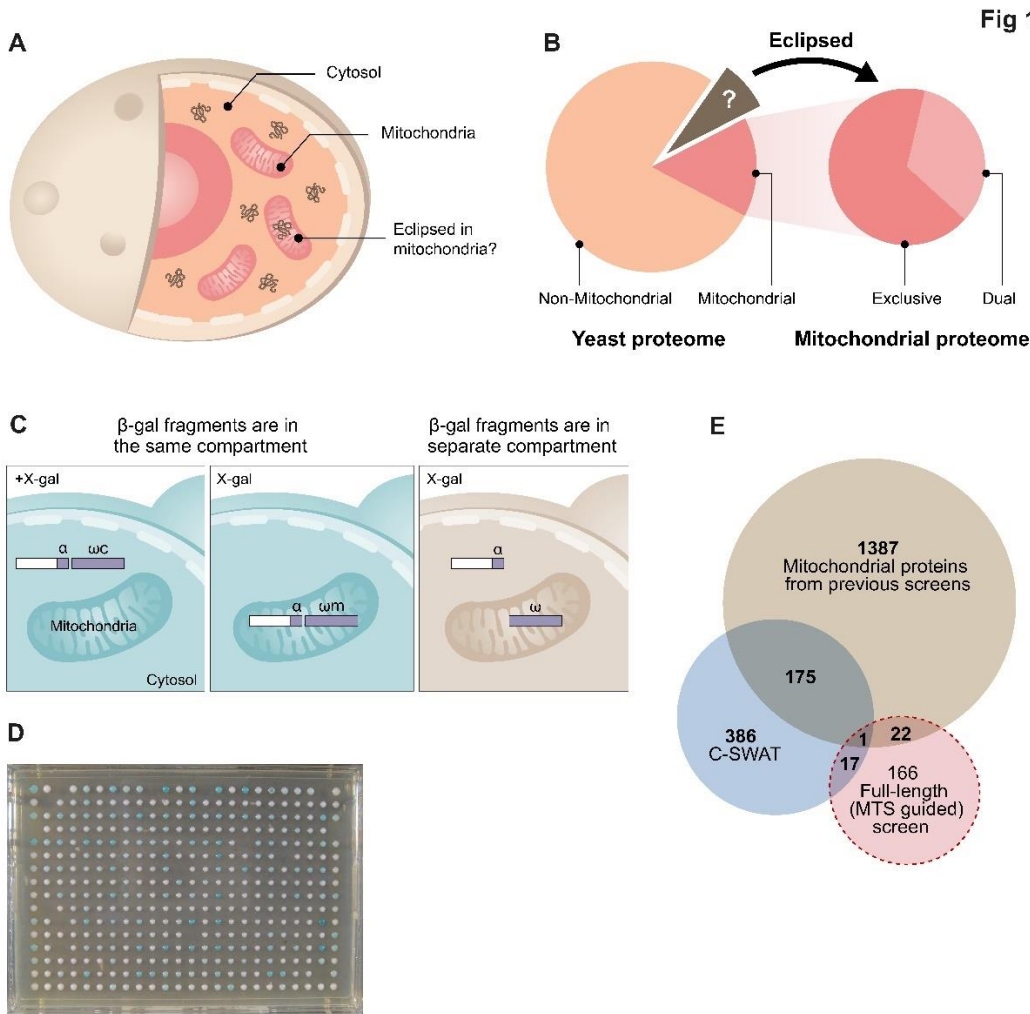 Fig 1
A
Cytosol
Mitochondria
Eclipsed in
mitochondria?
B
Eclipsed
?
Non-Mitochondrial
Mitochondrial
Exclusive
Dual
Yeast proteome
Mitochondrial proteome
C
β-gal fragments are in
the same compartment
β-gal fragments are in
separate compartment
+X-gal
α
ωc
Mitochondria
Cytosol
X-gal
α
ωm
X-gal
α
ω
D
E
1387
Mitochondrial proteins
from previous screens
175
386
C-SWAT
1
22
17
166
Full-length
(MTS guided)
screen